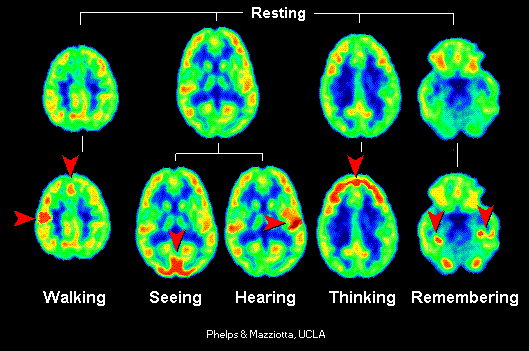 Resting
Walking Seeing Hearing Thinking Remembering
Phelps & Mazziotta, UCLA